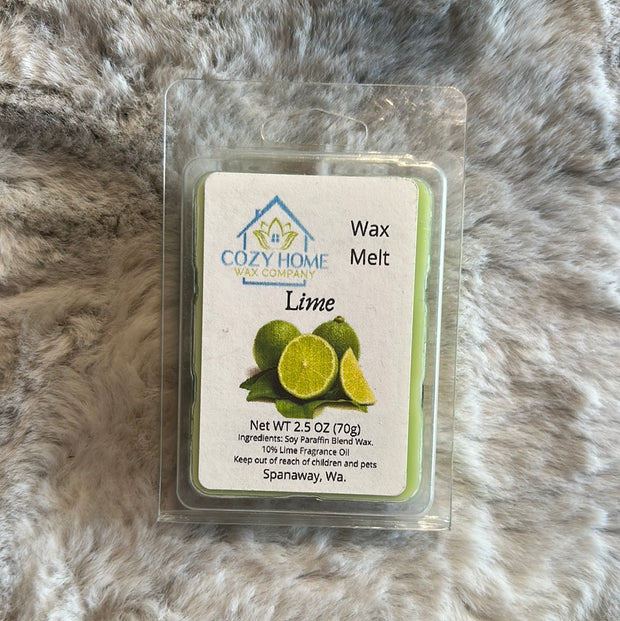 COZY HOME
WAX COMPANY
Wax
Melt
Lime
Net WT 2.5 OZ (70g)
Ingredients: Soy Paraffin Blend Wax.
10% Lime Fragrance Oil
Keep out of reach of children and pets
Spanaway, Wa.